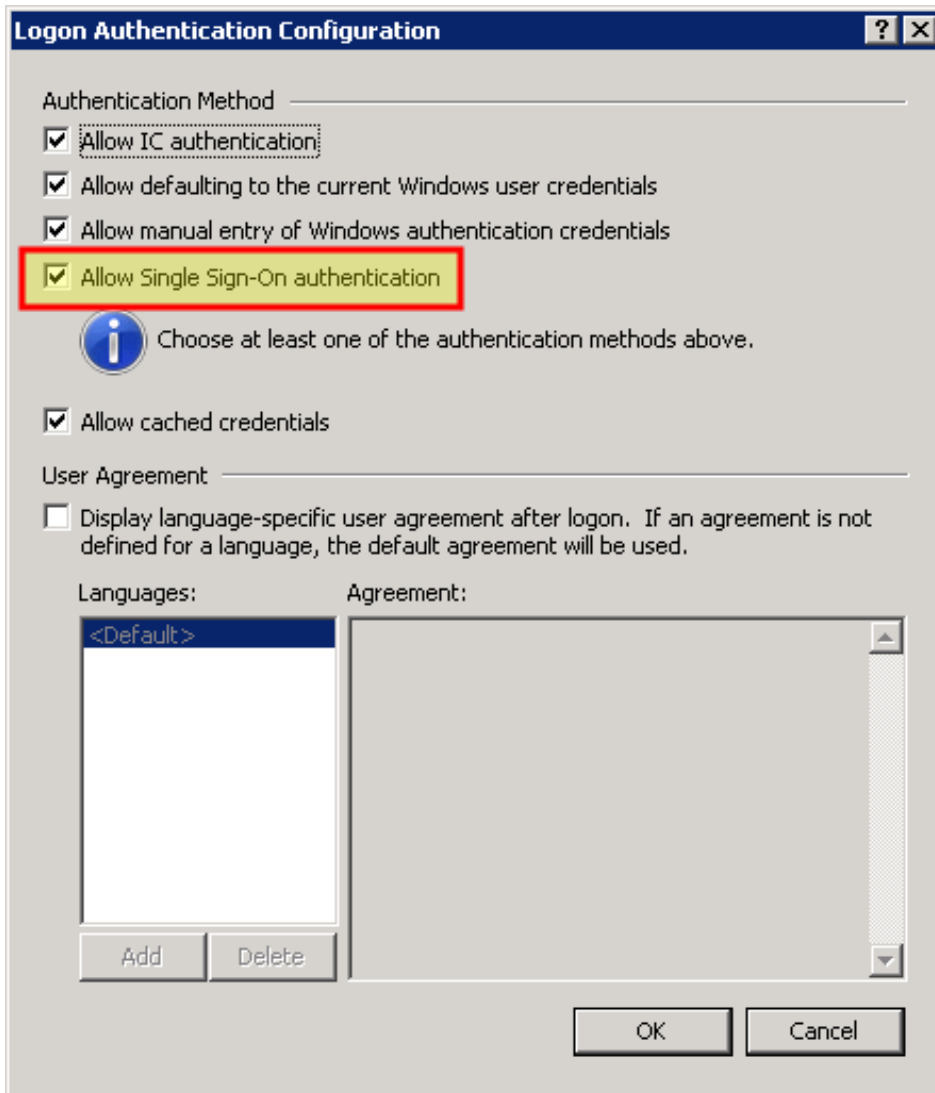 Logon Authentication Configuration
Authentication Method
Allow IC authentication
Allow defaulting to the current Windows user credentials
Allow manual entry of Windows authentication credentials
Allow Single Sign-On authentication
Choose at least one of the authentication methods above.
Allow cached credentials
User Agreement
Display language-specific user agreement after logon.  If an agreement is not
defined for a language, the default agreement will be used.
Languages: Agreement:
<Default>
Add Delete
OK Cancel